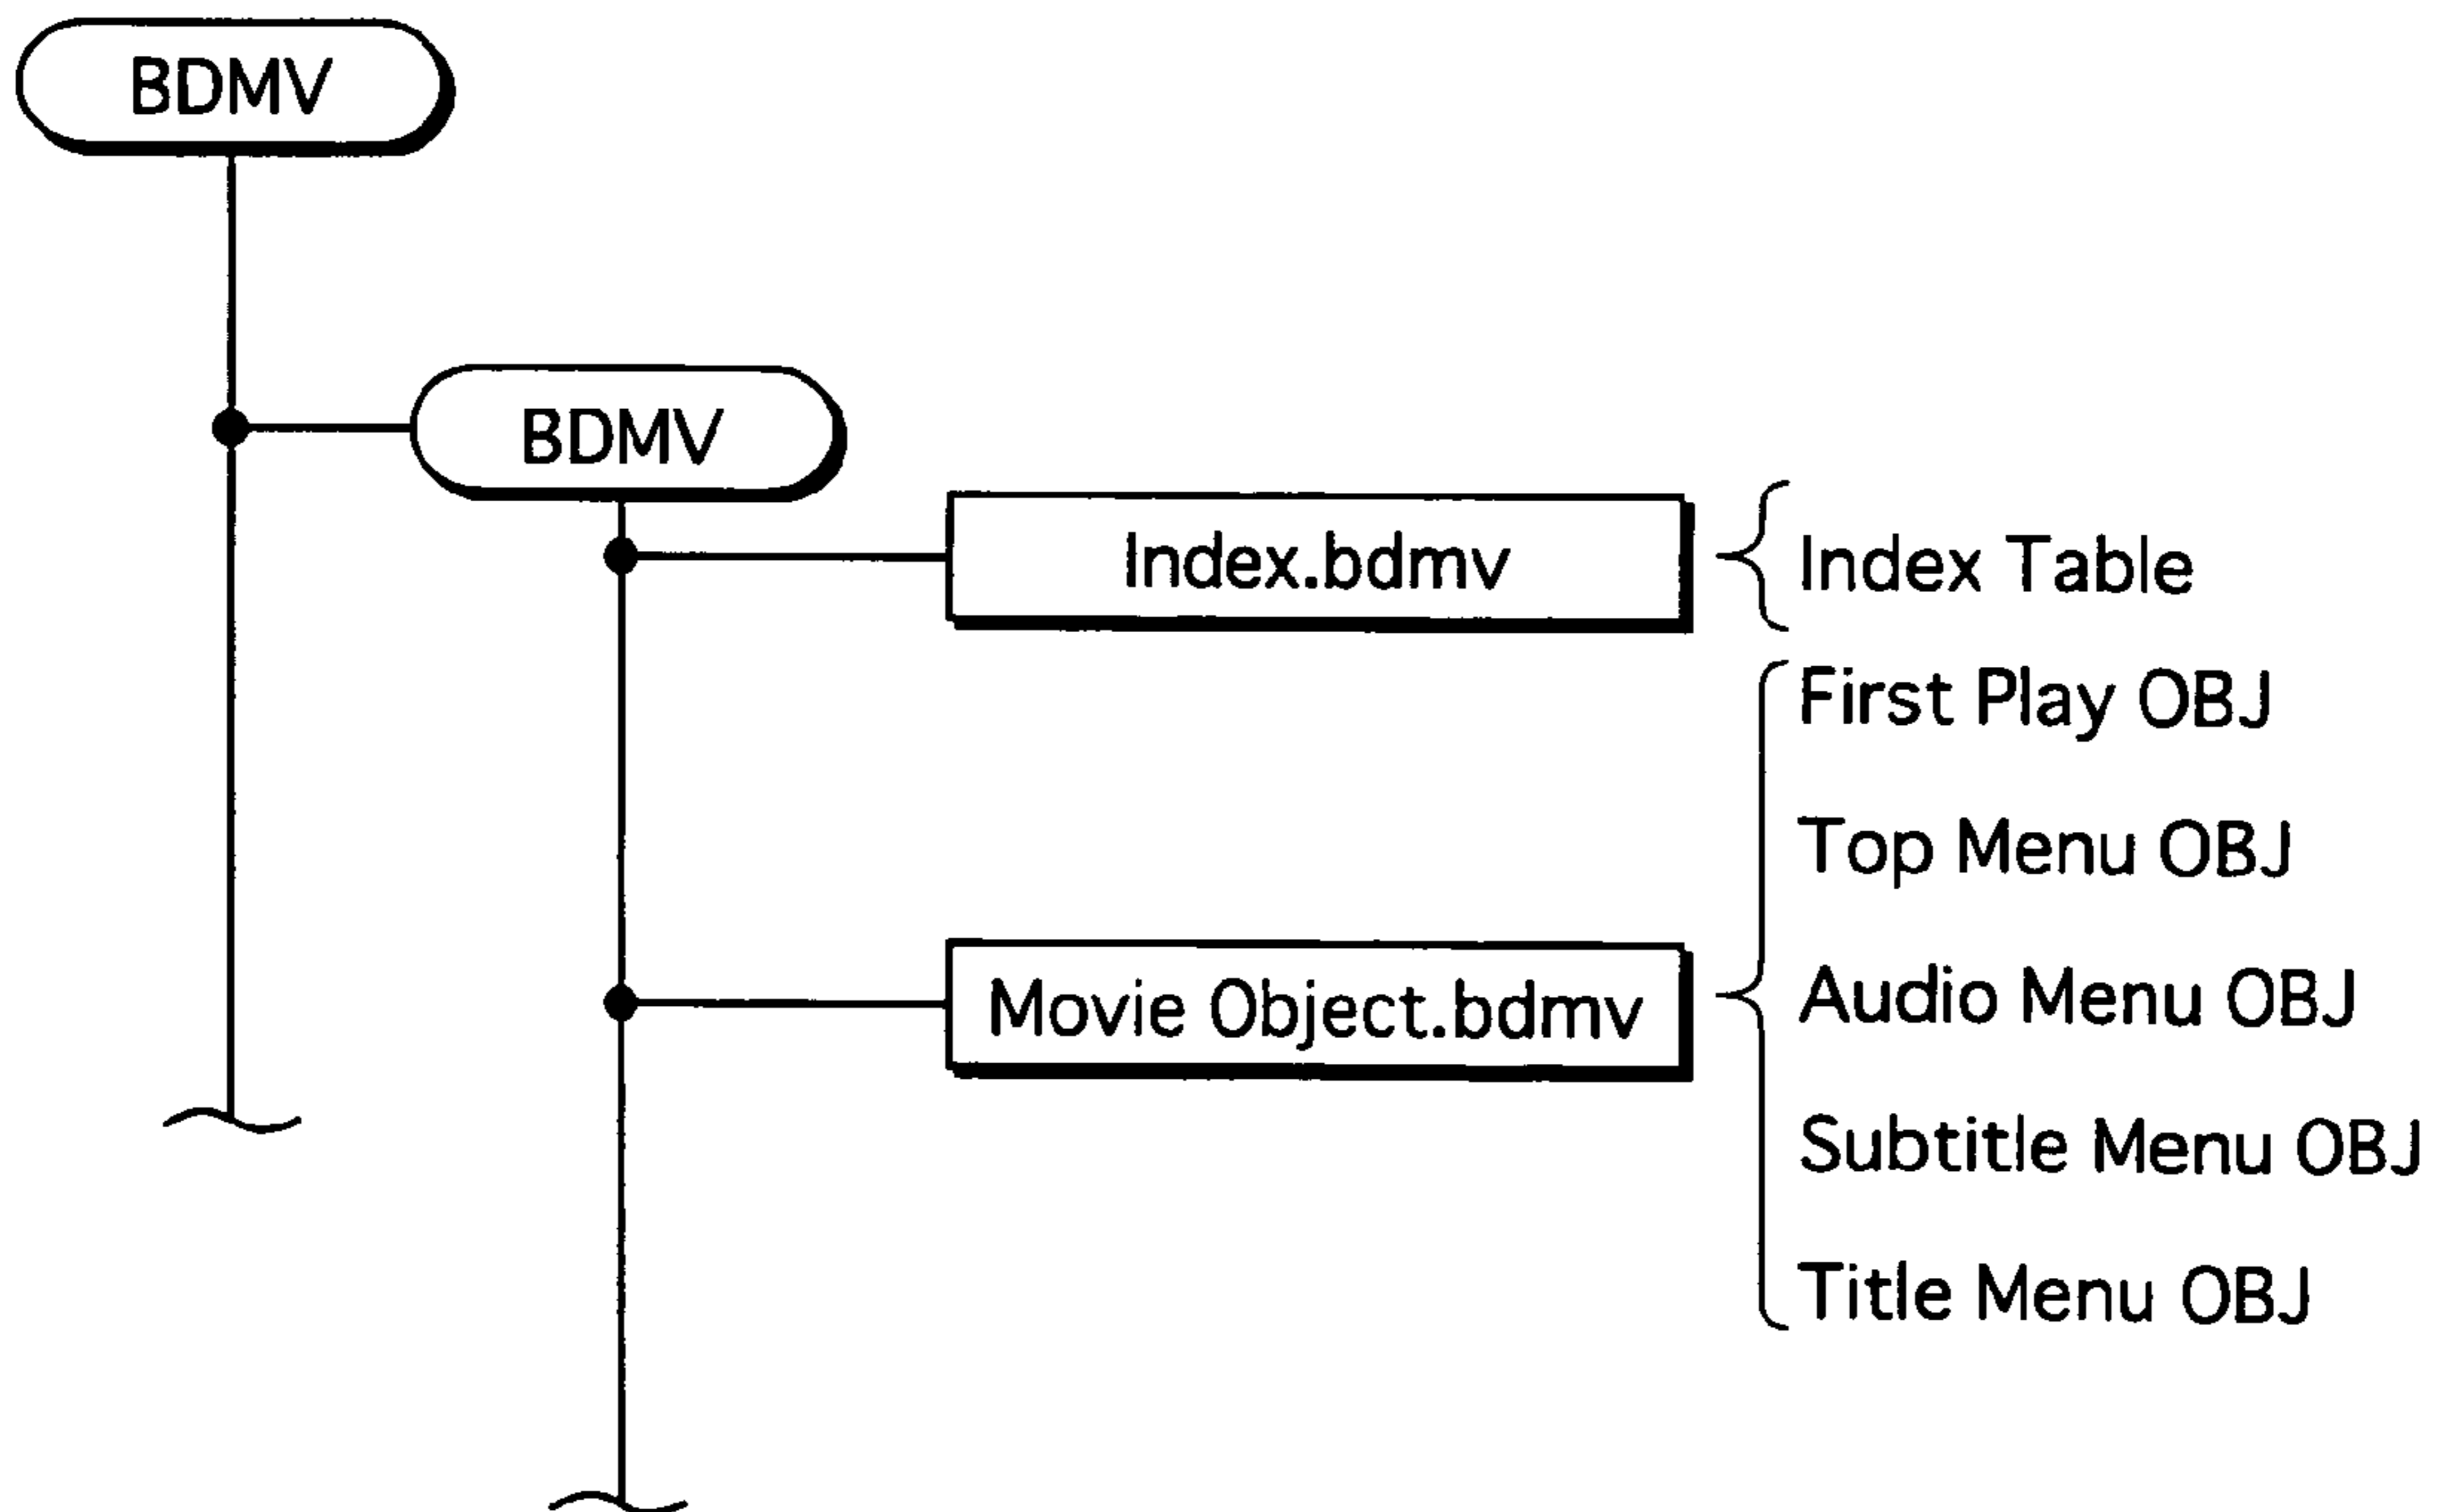 BDMV
BDMV
Index.bdmv
Index Table
First Play OBJ
Top Menu OBJ
Movie Object.bdmv
Audio Menu OBJ
Subtitle Menu OBJ
Title Menu OBJ